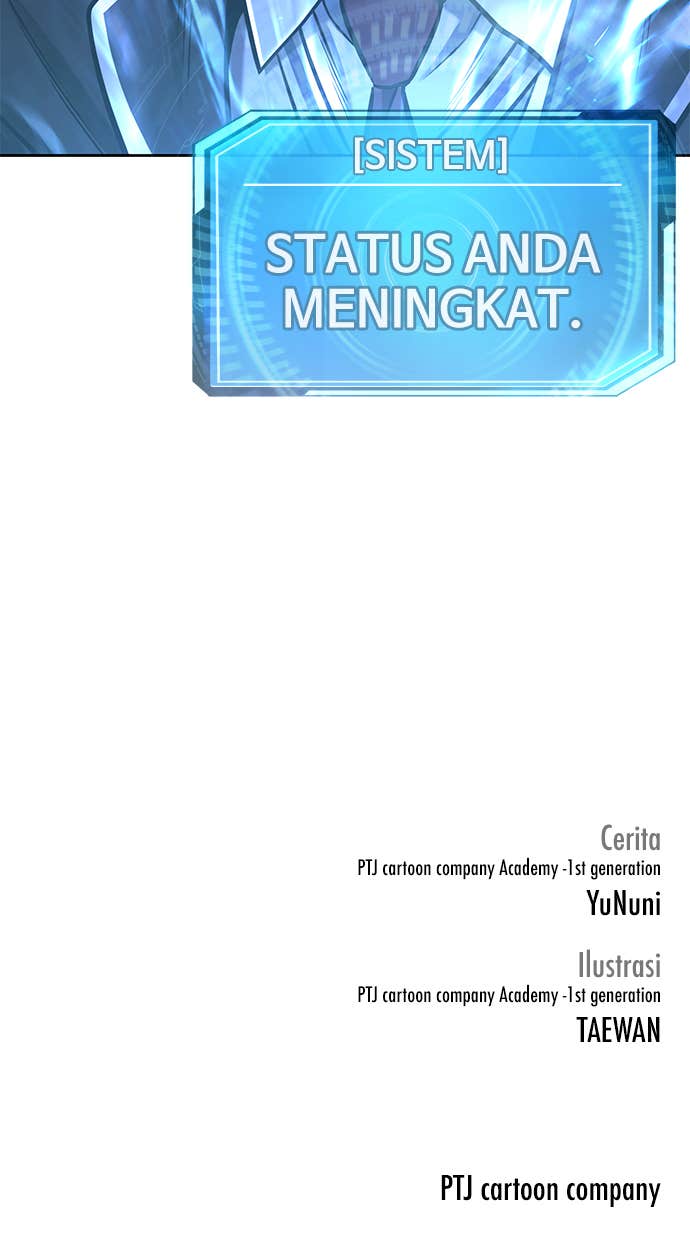 [SISTEM]
STATUS ANDA
MENINGKAT.
Cerita
PTJ cartoon company Academy -1st generation
YuNuni
Ilustrasi
PTJ cartoon company Academy -1st generation
TAEWAN
PTJ cartoon company